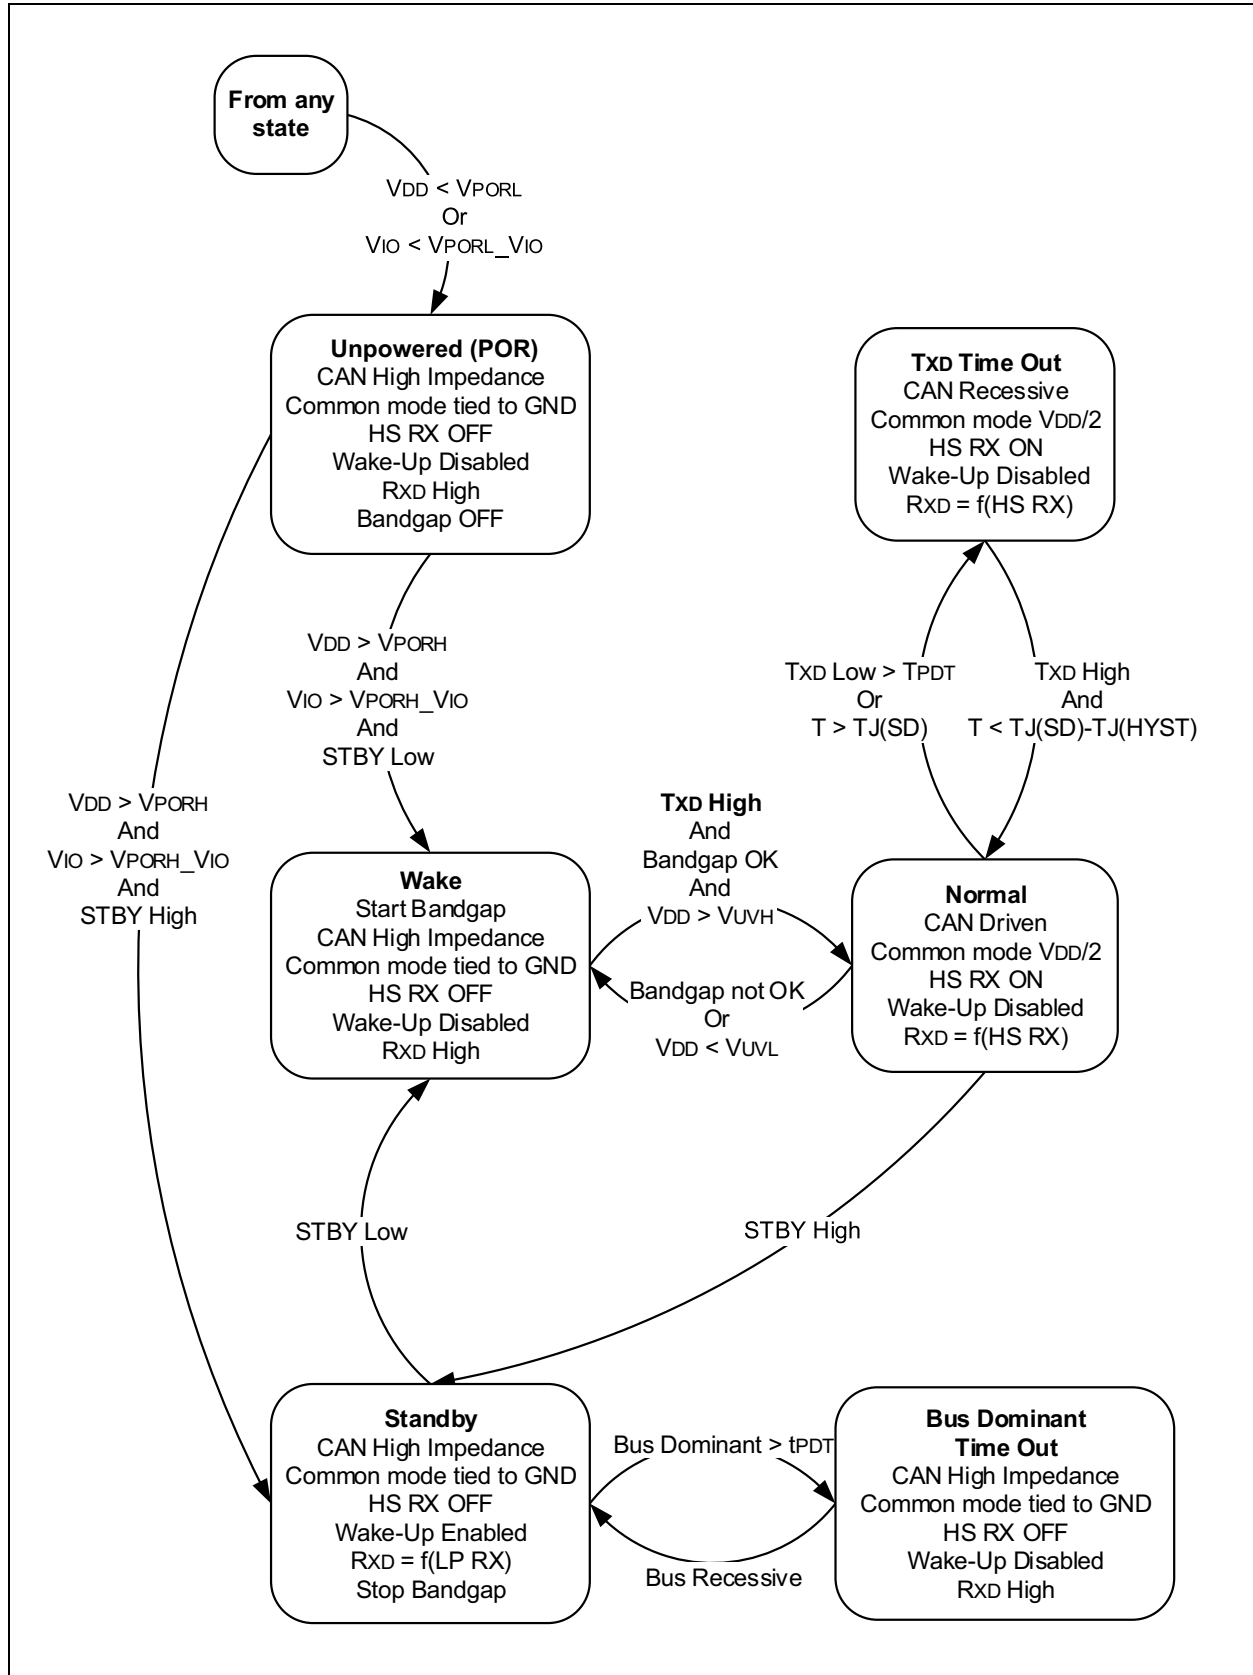 From any
state
VDD < VPORL
Or
VIO < VPORL_VIO
Unpowered (POR)
CAN High Impedance
Common mode tied to GND
HS RX OFF
Wake-Up Disabled
RXD High
Bandgap OFF
TXD Time Out
CAN Recessive
Common mode VDD/2
HS RX ON
Wake-Up Disabled
RXD = f(HS RX)
VDD > VPORH
And
VIO > VPORH_VIO
And
STBY Low
TXD Low > TPDT
Or
T > TJ(SD)
TXD High
And
T < TJ(SD)-TJ(HYST)
VDD > VPORH
And
VIO > VPORH_VIO
And
STBY High
TXD High
And
Bandgap OK
And
VDD > VUVH
Wake
Start Bandgap
CAN High Impedance
Common mode tied to GND
HS RX OFF
Wake-Up Disabled
RXD High
Bandgap not OK
Or
VDD < VUVL
Normal
CAN Driven
Common mode VDD/2
HS RX ON
Wake-Up Disabled
RXD = f(HS RX)
STBY Low
STBY High
Standby
CAN High Impedance
Common mode tied to GND
HS RX OFF
Wake-Up Enabled
RXD = f(LP RX)
Stop Bandgap
Bus Dominant > tPDT
Bus Recessive
Bus Dominant
Time Out
CAN High Impedance
Common mode tied to GND
HS RX OFF
Wake-Up Disabled
RXD High